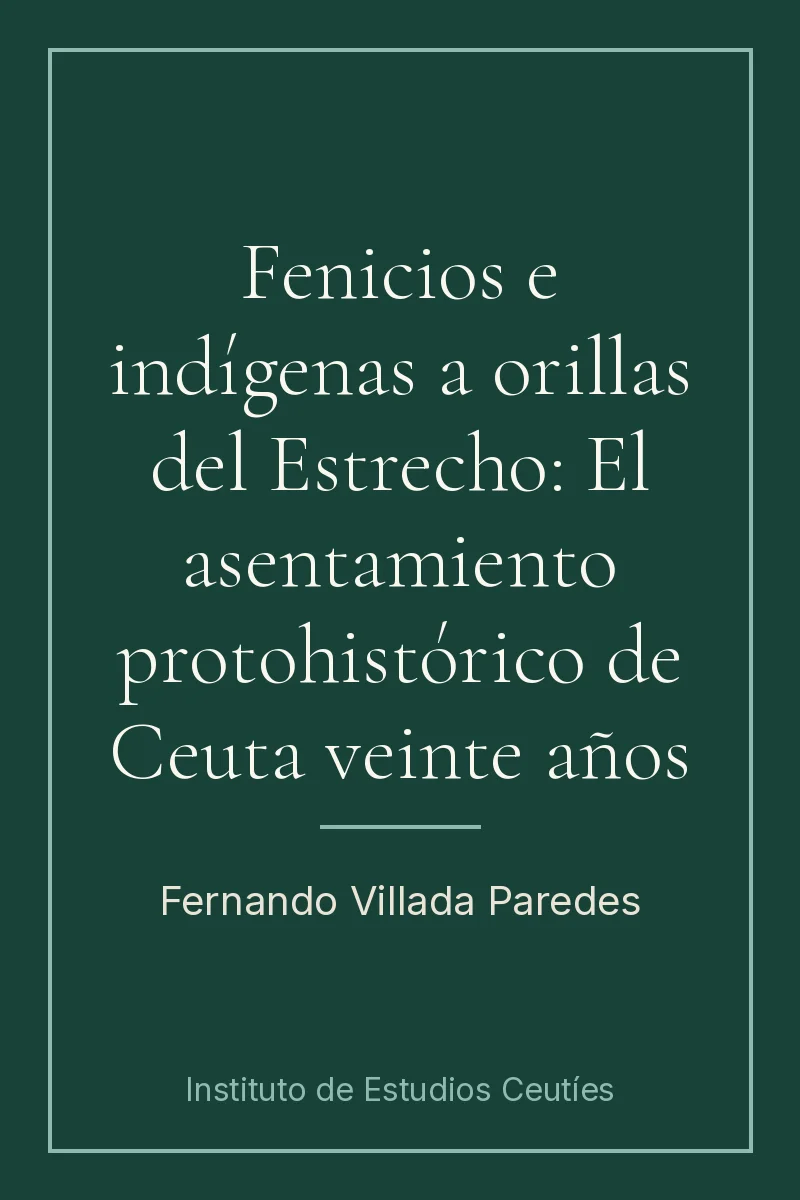 Fenicios e
indígenas a orillas
del Estrecho: El
asentamiento
protohistórico de
Ceuta veinte años
Fernando Villada Paredes
Instituto de Estudios Ceutíes